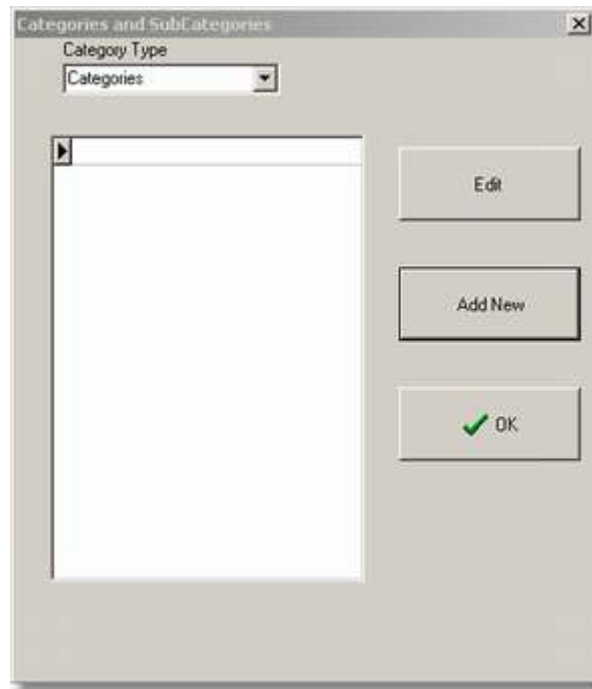 Categories and SubCategories
Category Type
Categories
Edit
Add New
OK